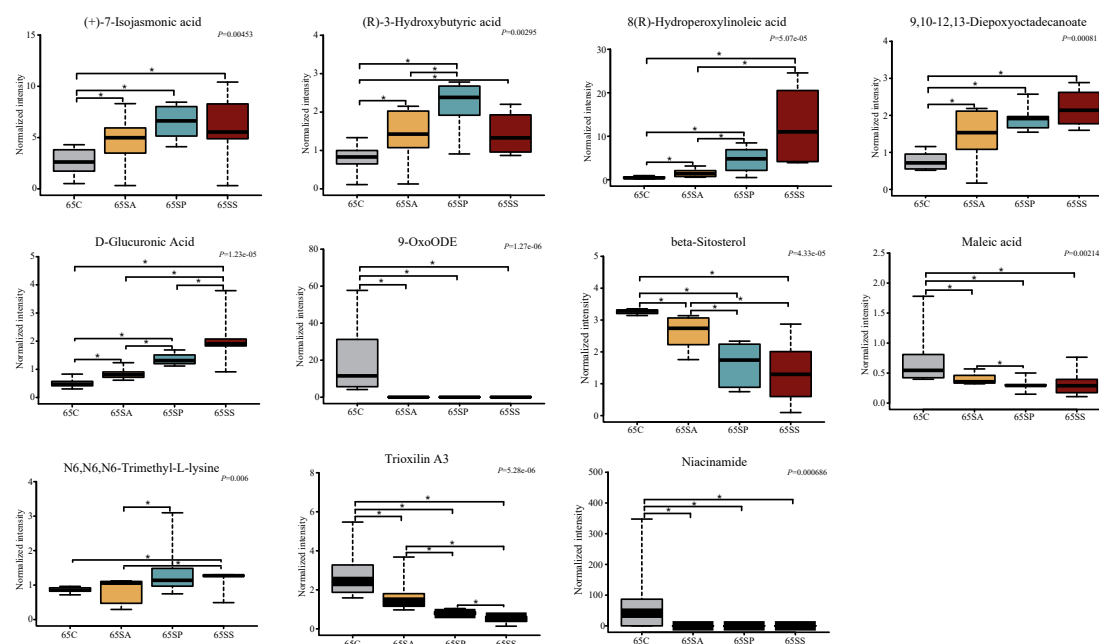 (+)-7-Isojasmonic acid
P=0.00453
Normalized intensity
15
10
5
0
*
*
*
65C 65SA 65SP 65SS
(R)-3-Hydroxybutyric acid
P=0.00295
Normalized intensity
4
3
2
1
0
*
*
*
*
65C 65SA 65SP 65SS
8(R)-Hydroperoxylinoleic acid
P=5.07e-05
Normalized intensity
30
20
10
0
*
*
*
*
*
65C 65SA 65SP 65SS
9,10-12,13-Diepoxyoctadecanoate
P=0.00081
Normalized intensity
4
3
2
1
0
*
*
*
65C 65SA 65SP 65SS
D-Glucuronic Acid
P=1.23e-05
Normalized intensity
5
4
3
2
1
0
*
*
*
*
*
*
65C 65SA 65SP 65SS
9-OxoODE
P=1.27e-06
Normalized intensity
80
60
40
20
0
*
*
*
65C 65SA 65SP 65SS
beta-Sitosterol
P=4.33e-05
Normalized intensity
5
4
3
2
1
0
*
*
*
*
*
65C 65SA 65SP 65SS
Maleic acid
P=0.00214
Normalized intensity
2.5
2.0
1.5
1.0
0.5
0.0
*
*
*
*
65C 65SA 65SP 65SS
N6,N6,N6-Trimethyl-L-lysine
P=0.006
Normalized intensity
4
3
2
1
0
*
*
*
65C 65SA 65SP 65SS
Trioxilin A3
P=5.28e-06
Normalized intensity
8
6
4
2
0
*
*
*
*
*
*
65C 65SA 65SP 65SS
Niacinamide
P=0.000686
Normalized intensity
500
400
300
200
100
0
*
*
*
65C 65SA 65SP 65SS